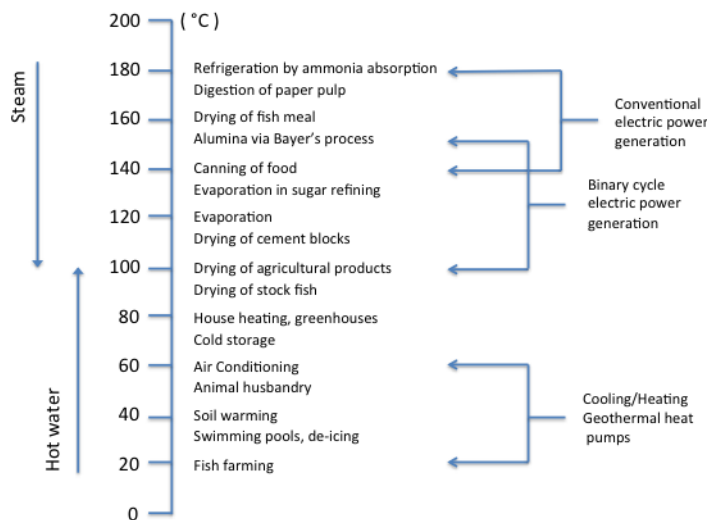 200 ( °C)
Steam
180 Refrigeration by ammonia absorption
Digestion of paper pulp
160 Drying of fish meal
Alumina via Bayer's process
Conventional
electric power
generation
140 Canning of food
Evaporation in sugar refining
Binary cycle
electric power
generation
120 Evaporation
Drying of cement blocks
100 Drying of agricultural products
Drying of stock fish
80 House heating, greenhouses
Cold storage
60 Air Conditioning
Animal husbandry
Hot water
40 Soil warming
Swimming pools, de-icing
Cooling/Heating
Geothermal heat
pumps
20 Fish farming
0